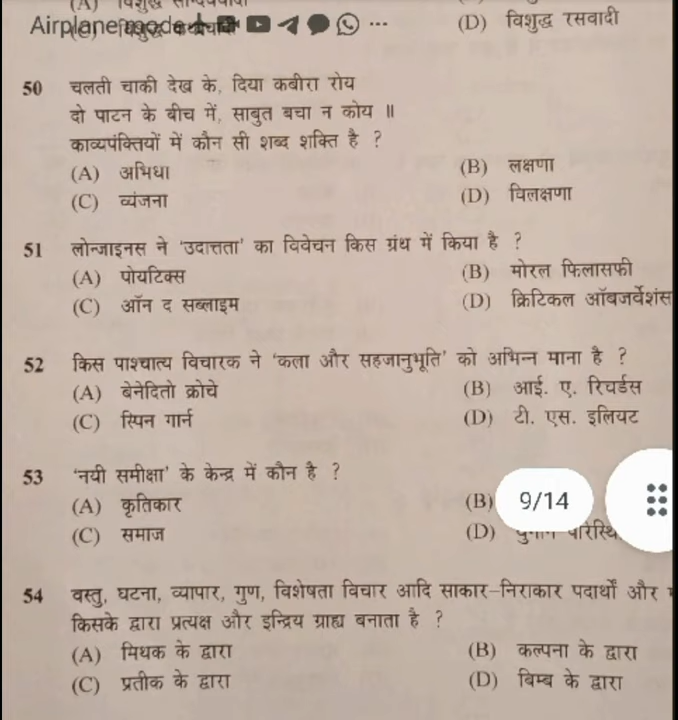 Airplane mode
(D) विशुद्ध रसवादी
50 चलती चाकी देख के, दिया कबीरा रोय
दो पाटन के बीच में, साबुत बचा न कोय ॥
काव्यपंक्तियों में कौन सी शब्द शक्ति है ?
(A) अभिधा (B) लक्षणा
(C) व्यंजना (D) विलक्षणा
51 लोन्जाइनस ने 'उदात्तता' का विवेचन किस ग्रंथ में किया है ?
(A) पोयटिक्स (B) मोरल फिलासफी
(C) ऑन द सब्लाइम (D) क्रिटिकल ऑबजर्वेशंस
52 किस पाश्चात्य विचारक ने 'कला और सहजानुभूति' को अभिन्न माना है ?
(A) बेनेदितो क्रोचे (B) आई. ए. रिचर्डस
(C) स्पिन गार्न (D) टी. एस. इलियट
53 'नयी समीक्षा' के केन्द्र में कौन है ?
(A) कृतिकार (B) 9/14
(C) समाज (D)
54 वस्तु, घटना, व्यापार, गुण, विशेषता विचार आदि साकार-निराकार पदार्थों और
किसके द्वारा प्रत्यक्ष और इन्द्रिय ग्राह्य बनाता है ?
(A) मिथक के द्वारा (B) कल्पना के द्वारा
(C) प्रतीक के द्वारा (D) बिम्ब के द्वारा